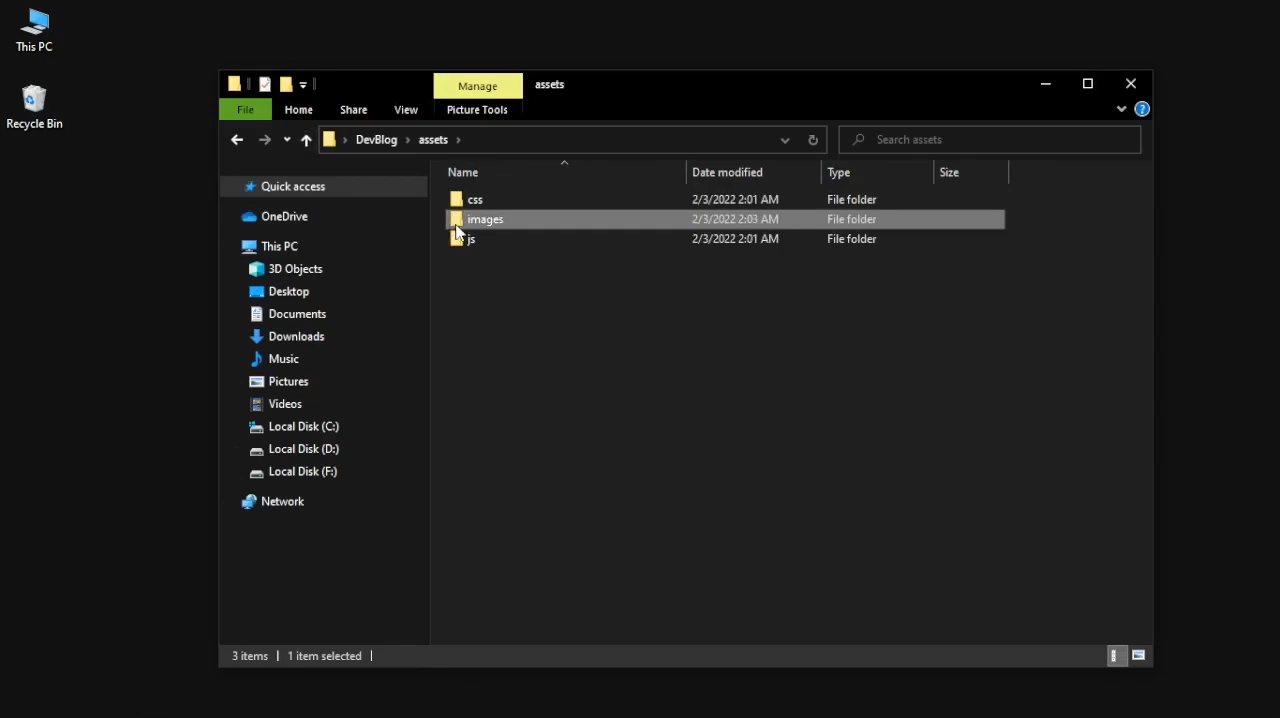 This PC
Recycle Bin
Manage
assets
File
Home
Share
View
Picture Tools
DevBlog
assets
Search assets
Name
Date modified
Type
Size
css
2/3/2022 2:01 AM
File folder
images
2/3/2022 2:03 AM
File folder
js
2/3/2022 2:01 AM
File folder
Quick access
OneDrive
This PC
3D Objects
Desktop
Documents
Downloads
Music
Pictures
Videos
Local Disk (C:)
Local Disk (D:)
Local Disk (F:)
Network
3 items
1 item selected